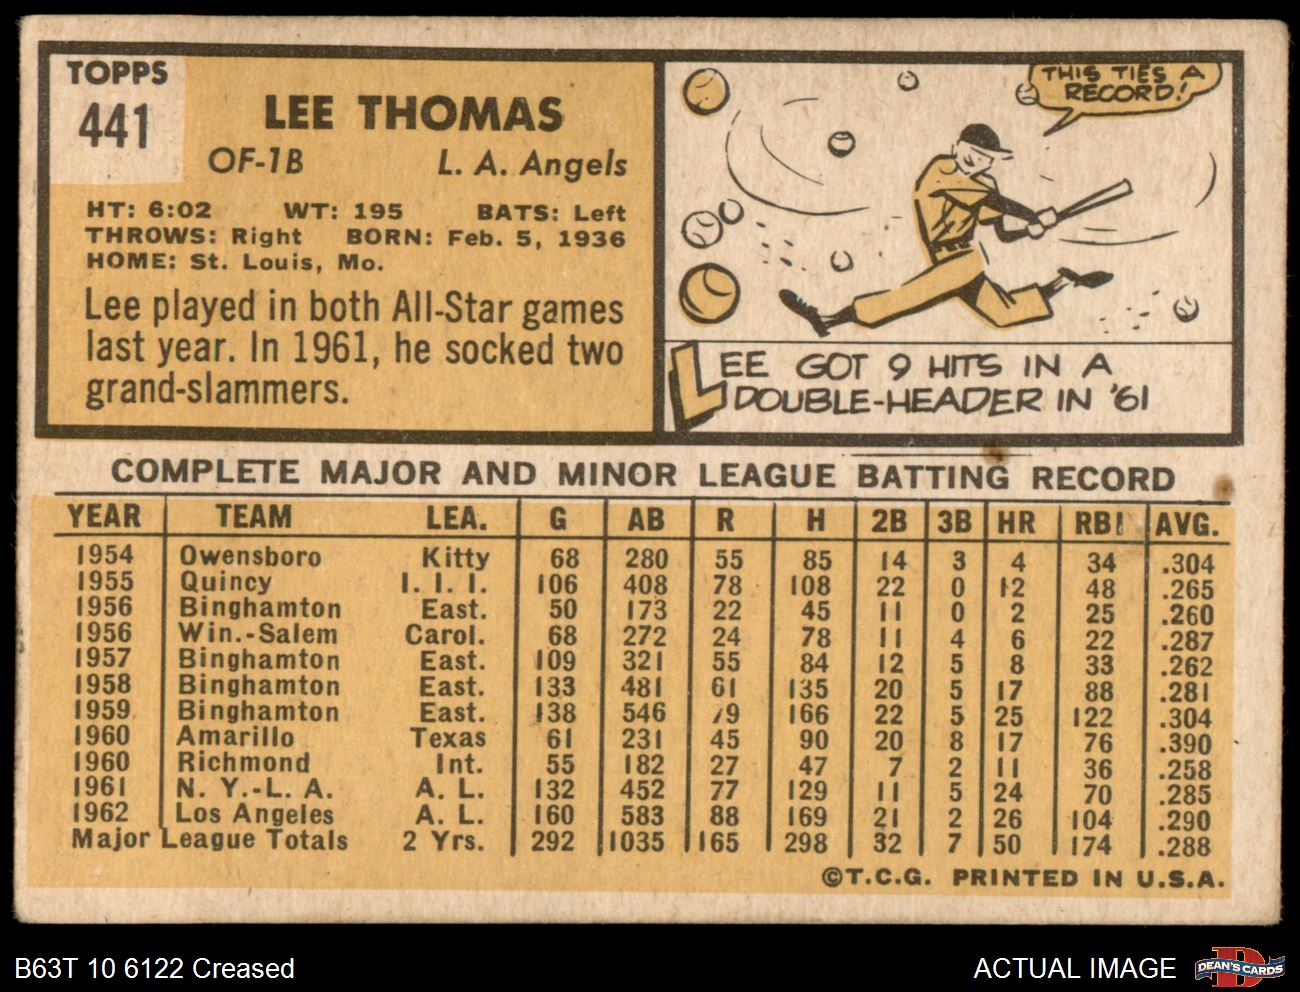 TOPPS
441
LEE THOMAS
OF-1B L. A. Angels
HT: 6:02 WT: 195 BATS: Left
THROWS: Right BORN: Feb. 5, 1936
HOME: St. Louis, Mo.
Lee played in both All-Star games
last year. In 1961, he socked two
grand-slammers.
THIS TIES A
RECORD!
LEE GOT 9 HITS IN A
DOUBLE-HEADER IN '61
COMPLETE MAJOR AND MINOR LEAGUE BATTING RECORD
YEAR TEAM LEA. G AB R H 2B 3B HR RBI AVG.
1954 Owensboro Kitty 68 280 55 85 14 3 4 34 .304
1955 Quincy I. I. I. 106 408 78 108 22 0 12 48 .265
1956 Binghamton East. 50 173 22 45 11 0 2 25 .260
1956 Win.-Salem Carol. 68 272 24 78 11 4 6 22 .287
1957 Binghamton East. 109 321 55 84 12 5 8 33 .262
1958 Binghamton East. 133 481 61 135 20 5 17 88 .281
1959 Binghamton East. 138 546 79 166 22 5 25 122 .304
1960 Amarillo Texas 61 231 45 90 20 8 17 76 .390
1960 Richmond Int. 55 182 27 47 7 2 11 36 .258
1961 N. Y.-L. A. A. L. 132 452 77 129 11 5 24 70 .285
1962 Los Angeles A. L. 160 583 88 169 21 2 26 104 .290
Major League Totals 2 Yrs. 292 1035 165 298 32 7 50 174 .288
©T.C.G. PRINTED IN U.S.A.
B63T 10 6122 Creased
ACTUAL IMAGE
DEAN'S CARDS